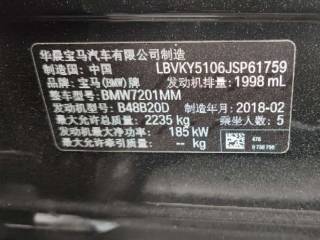 华晨宝马汽车有限公司制造
制造国：中国 LBVKY5106JSP61759
品牌：宝马(BMW)牌 发动机排量：1998 mL
整车型号：BMW7201MM
发动机型号：B48B20D 制造年月：2018-02
最大允许总质量：2235 kg 乘坐人数：5
发动机最大净功率：185 kW
最大允许牵引质量：-- kg